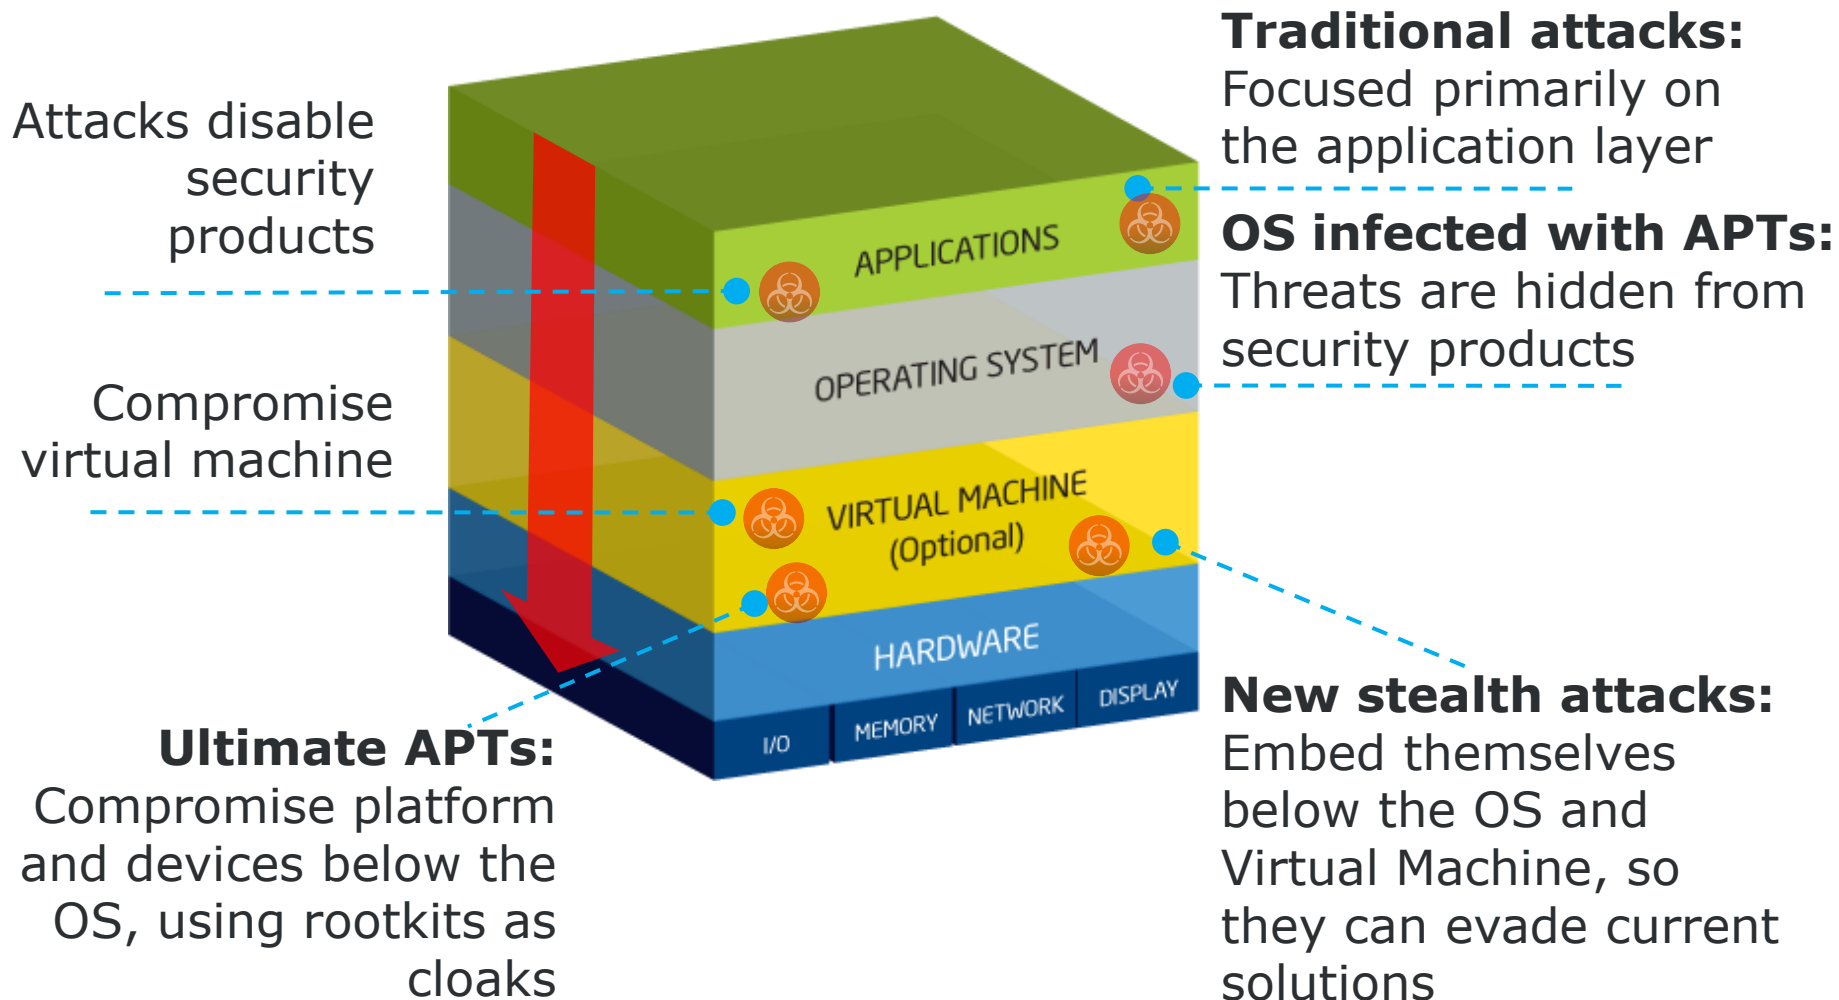 Traditional attacks:
Focused primarily on
the application layer
Attacks disable
security
products
OS infected with APTs:
Threats are hidden from
security products
APPLICATIONS
OPERATING SYSTEM
Compromise
virtual machine
VIRTUAL MACHINE
(Optional)
HARDWARE
I/O
MEMORY
NETWORK
DISPLAY
Ultimate APTs:
Compromise platform
and devices below the
OS, using rootkits as
cloaks
New stealth attacks:
Embed themselves
below the OS and
Virtual Machine, so
they can evade current
solutions